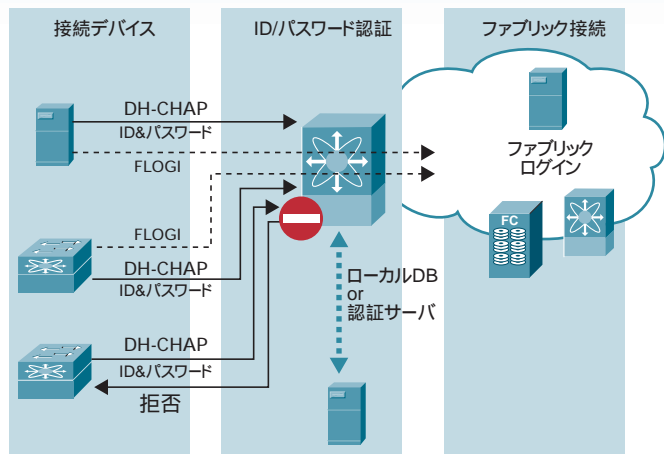 接続デバイス
ID/パスワード認証
ファブリック接続
DH-CHAP
ID&パスワード
FLOGI
ファブリック
ログイン
FLOGI
DH-CHAP
ID&パスワード
FC
ローカルDB
or
認証サーバ
DH-CHAP
ID&パスワード
拒否